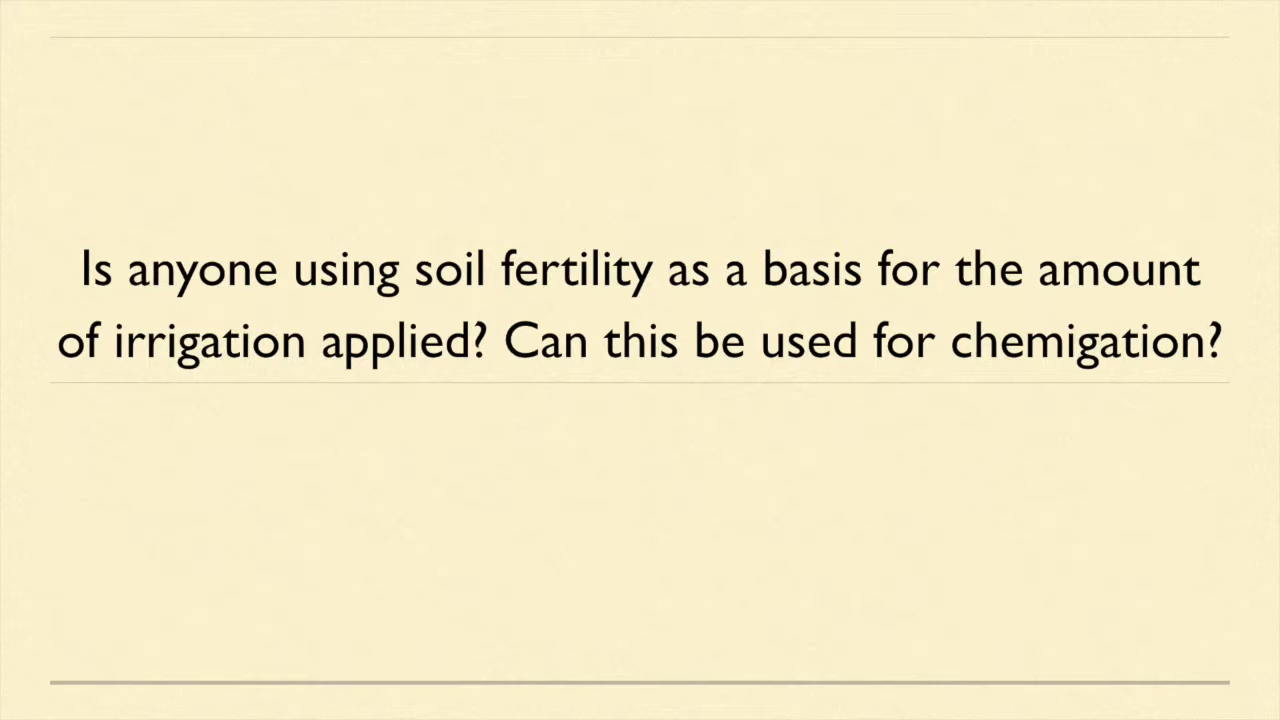 Is anyone using soil fertility as a basis for the amount
of irrigation applied? Can this be used for chemigation?